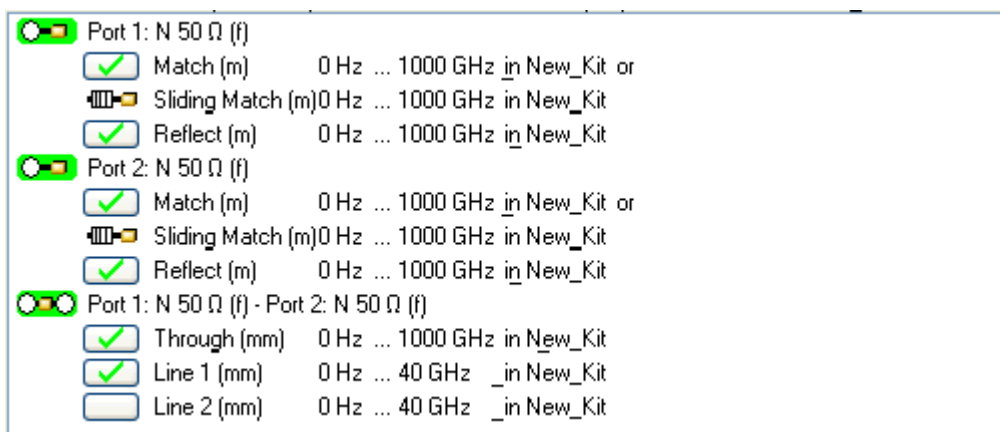 Port 1: N 50 Ω (f)
Match (m) 0 Hz ... 1000 GHz in New_Kit or
Sliding Match (m)0 Hz ... 1000 GHz in New_Kit
Reflect (m) 0 Hz ... 1000 GHz in New_Kit
Port 2: N 50 Ω (f)
Match (m) 0 Hz ... 1000 GHz in New_Kit or
Sliding Match (m)0 Hz ... 1000 GHz in New_Kit
Reflect (m) 0 Hz ... 1000 GHz in New_Kit
Port 1: N 50 Ω (f) - Port 2: N 50 Ω (f)
Through (mm) 0 Hz ... 1000 GHz in New_Kit
Line 1 (mm) 0 Hz ... 40 GHz _in New_Kit
Line 2 (mm) 0 Hz ... 40 GHz _in New_Kit